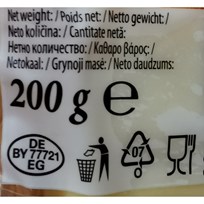 Net weight: / Poids net: / Netto gewicht: /
Neto količina: / Cantitate netă:
Нетно количество: / Καθαρο βάρος: /
Netokaal: / Grynoji masė: / Neto daudzums:
200 g ℮
DE
BY 77721
EG
07